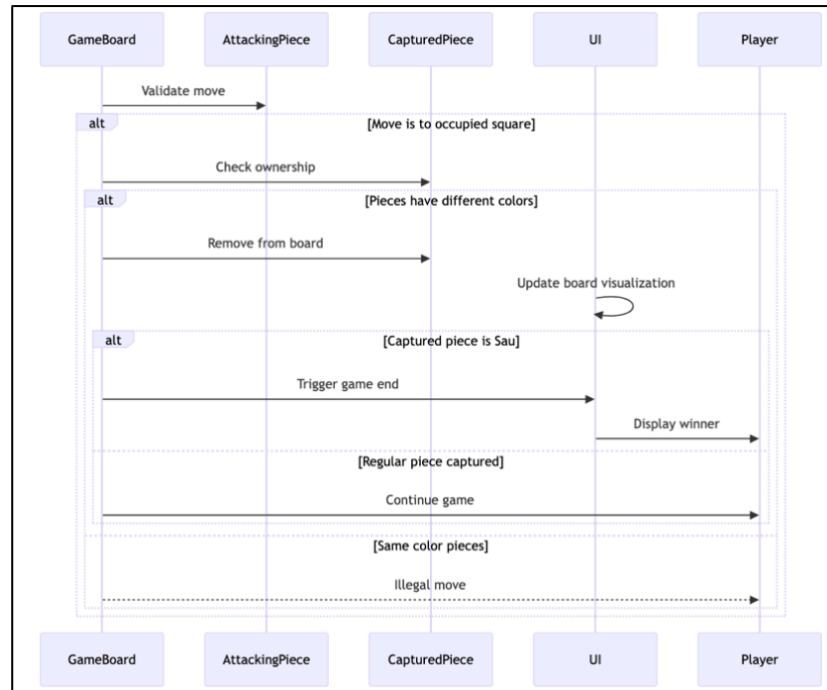 GameBoard AttackingPiece CapturedPiece UI Player
Validate move
alt [Move is to occupied square]
Check ownership
alt [Pieces have different colors]
Remove from board
Update board visualization
alt [Captured piece is Sau]
Trigger game end
Display winner
[Regular piece captured]
Continue game
[Same color pieces]
Illegal move
GameBoard AttackingPiece CapturedPiece UI Player